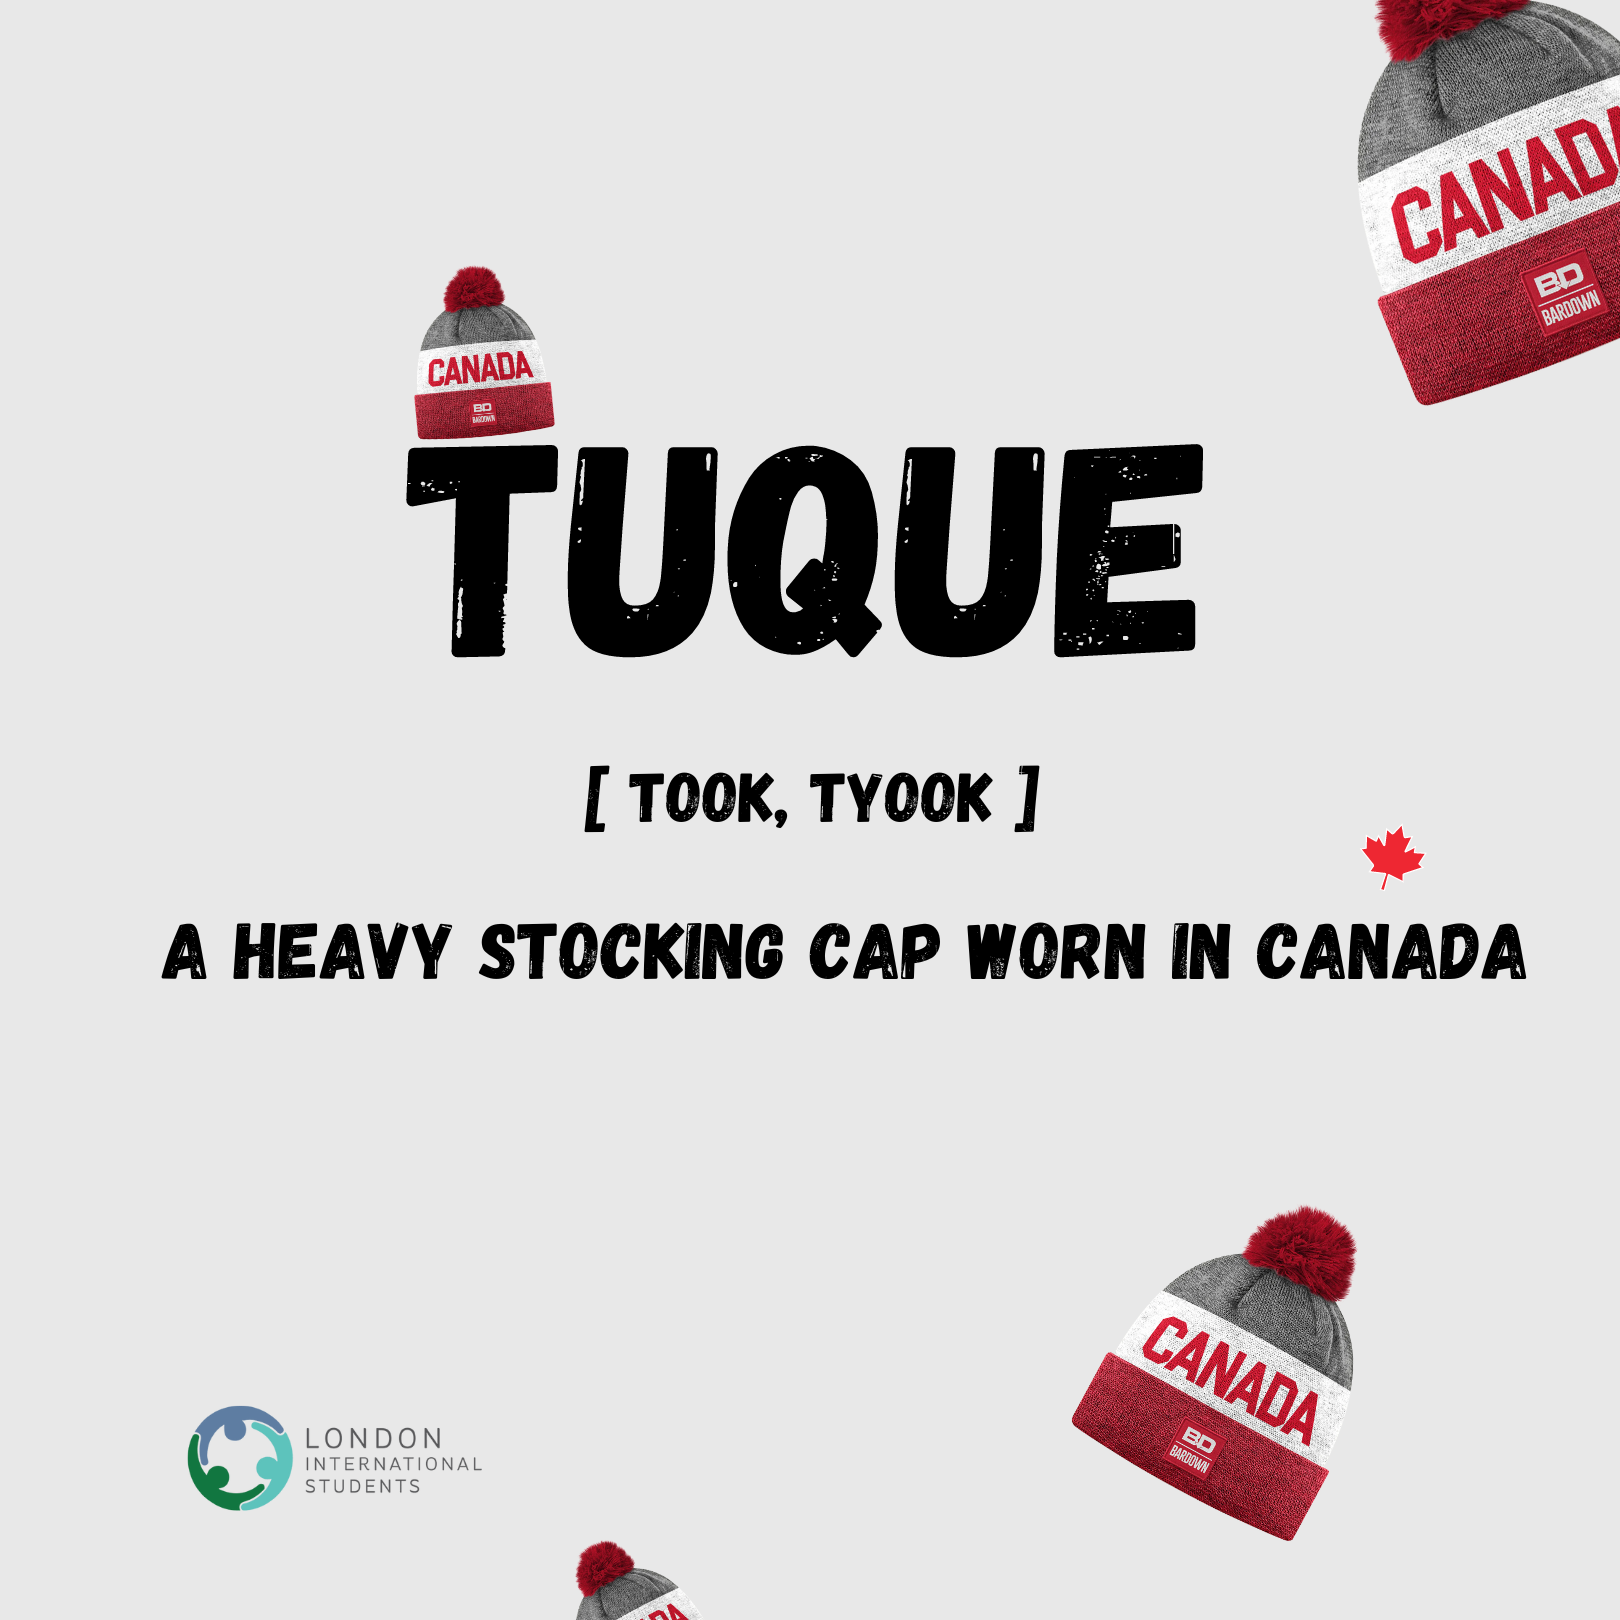 CANADA
BD
BARDOWN
CANADA
BD
BARDOWN
TUQUE
[ TOOK, TYOOK ]
A HEAVY STOCKING CAP WORN IN CANADA
CANADA
BD
BARDOWN
LONDON
INTERNATIONAL
STUDENTS